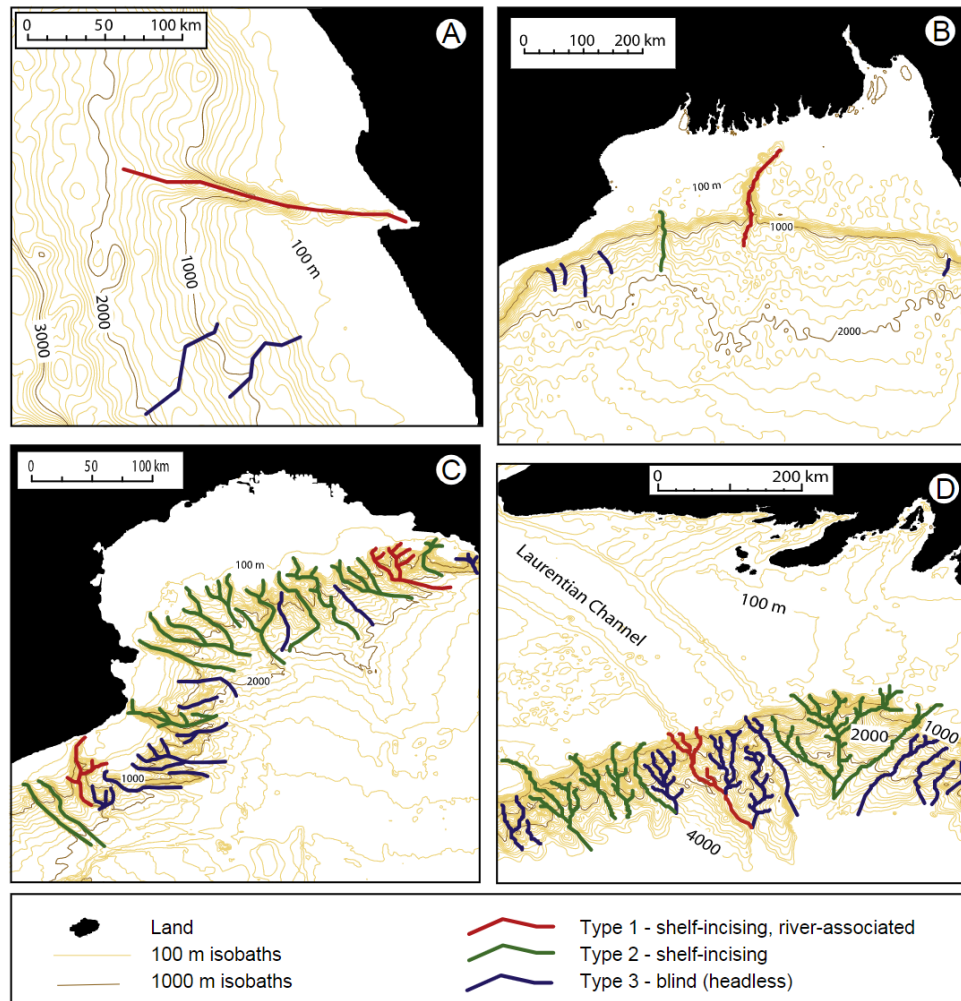 0 50 100 km
A
100 m
1000
2000
3000
0 100 200 km
B
100 m
1000
2000
0 50 100 km
C
100 m
2000
1000
0 200 km
D
Laurentian Channel
100 m
1000
2000
4000
Land
100 m isobaths
1000 m isobaths
Type 1 - shelf-incising, river-associated
Type 2 - shelf-incising
Type 3 - blind (headless)